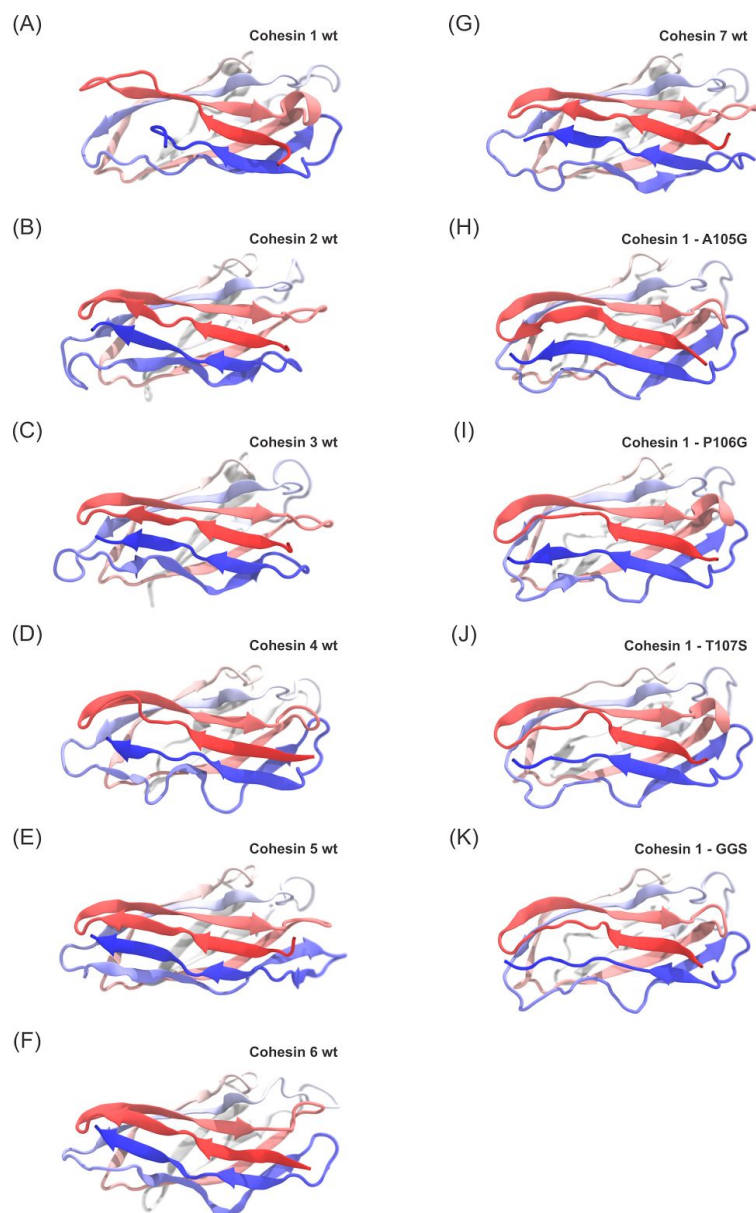 (A)
Cohesin 1 wt
(B)
Cohesin 2 wt
(C)
Cohesin 3 wt
(D)
Cohesin 4 wt
(E)
Cohesin 5 wt
(F)
Cohesin 6 wt
(G)
Cohesin 7 wt
(H)
Cohesin 1 - A105G
(I)
Cohesin 1 - P106G
(J)
Cohesin 1 - T107S
(K)
Cohesin 1 - GGS